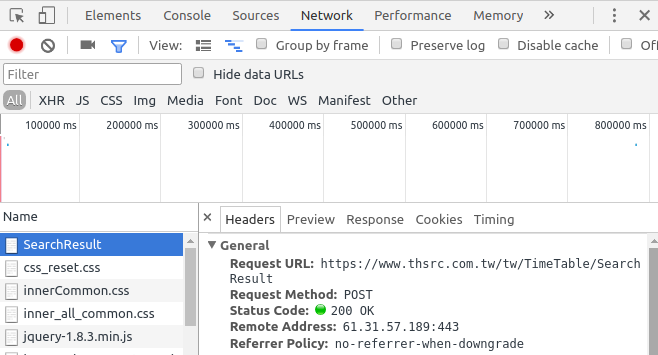 Elements Console Sources Network Performance Memory »
View: Group by frame Preserve log Disable cache Off
Filter Hide data URLs
All XHR JS CSS Img Media Font Doc WS Manifest Other
100000 ms 200000 ms 300000 ms 400000 ms 500000 ms 600000 ms 700000 ms 800000 ms
Name Headers Preview Response Cookies Timing
SearchResult
css_reset.css
innerCommon.css
inner_all_common.css
jquery-1.8.3.min.js
General
Request URL: https://www.thsrc.com.tw/tw/TimeTable/Search
Result
Request Method: POST
Status Code: 200 OK
Remote Address: 61.31.57.189:443
Referrer Policy: no-referrer-when-downgrade